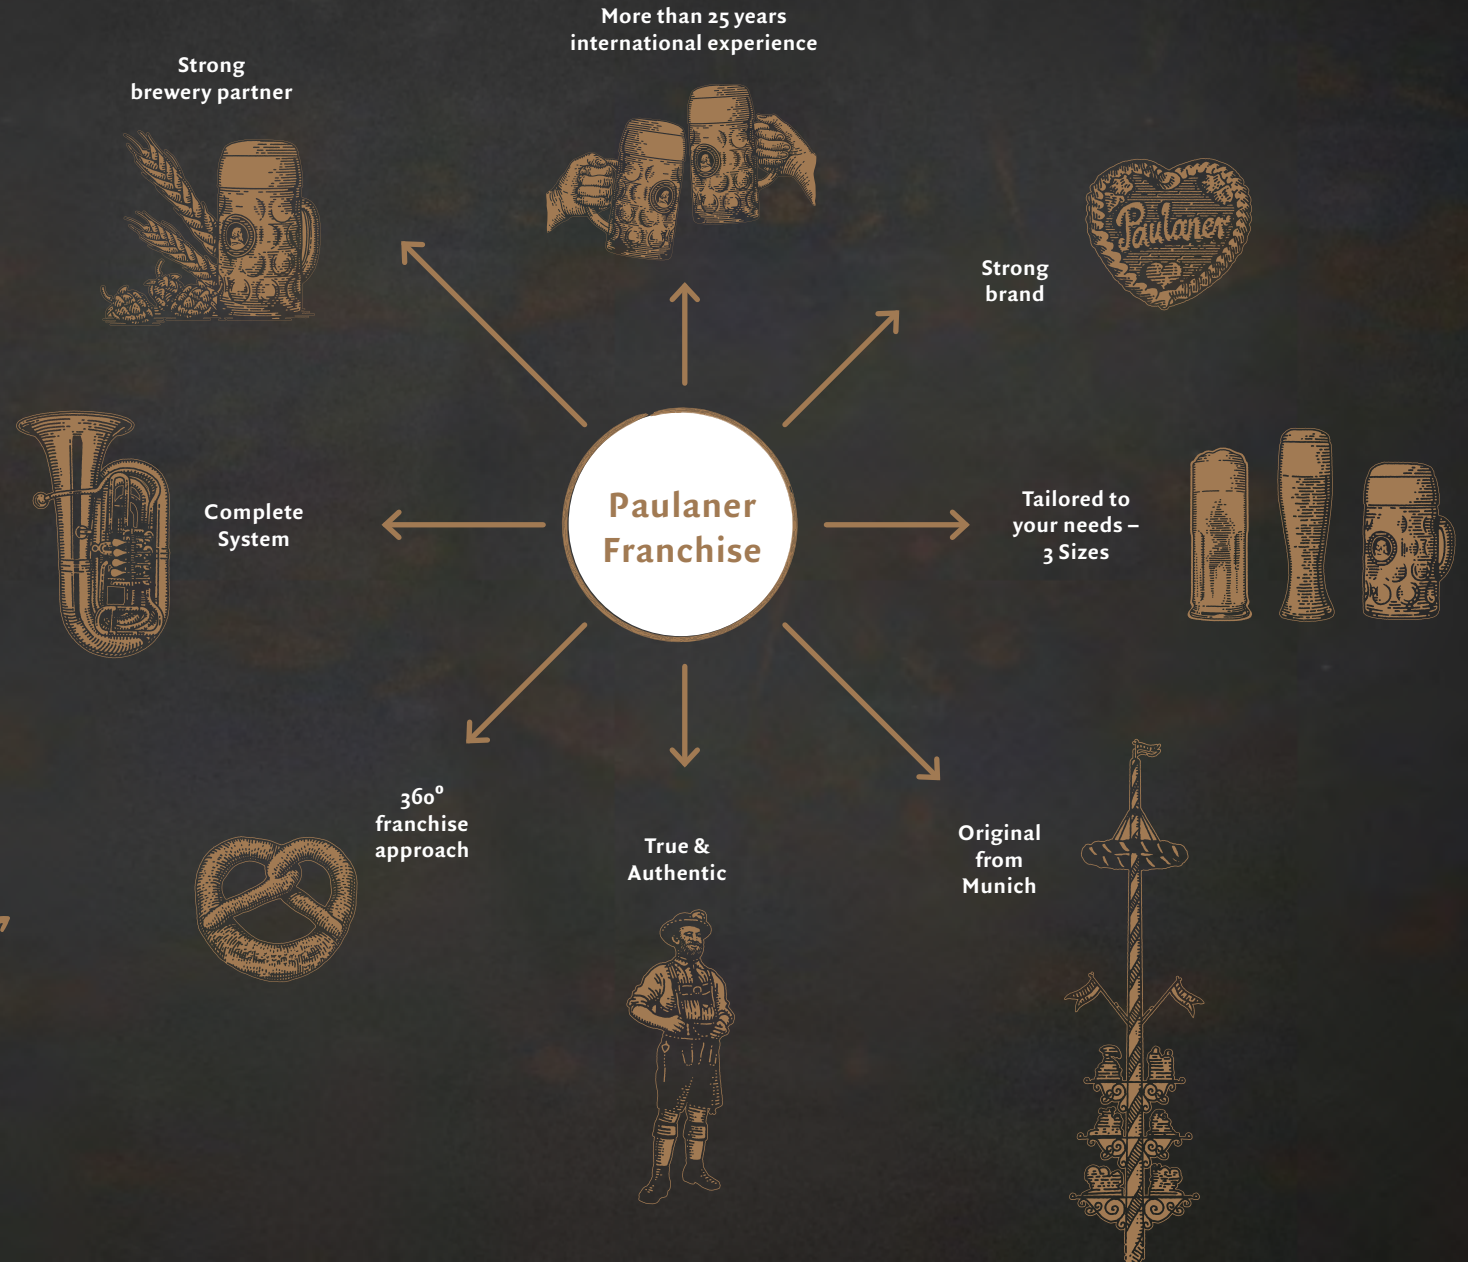 More than 25 years
international experience
Strong
brewery partner
Paulaner
Strong
brand
Paulaner
Franchise
Complete
System
Tailored to
your needs –
3 Sizes
360°
franchise
approach
True &
Authentic
Original
from
Munich